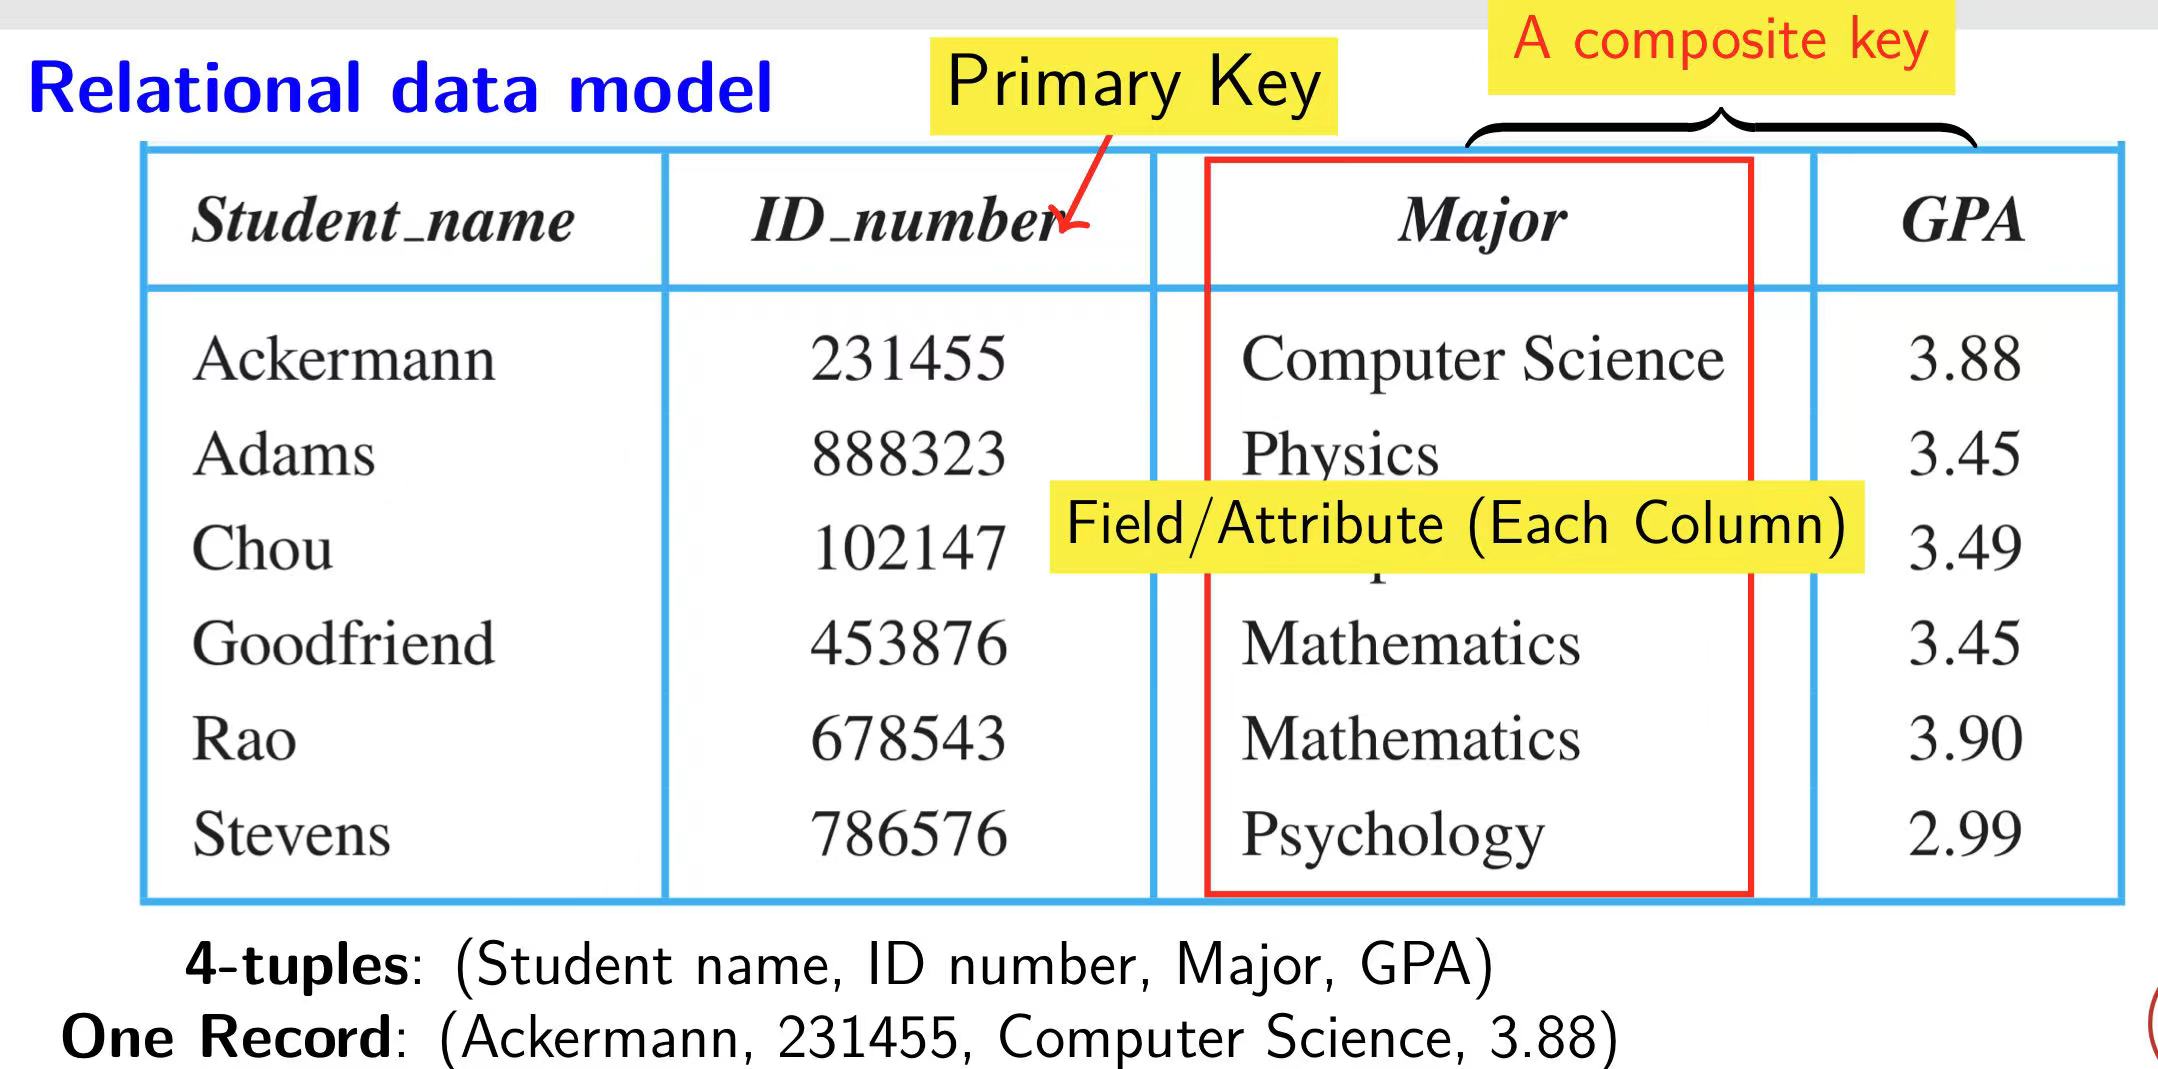 A composite key
Relational data model
Primary Key
Student_name ID_number Major GPA
Ackermann 231455 Computer Science 3.88
Adams 888323 Physics 3.45
Field/Attribute (Each Column)
Chou 102147 3.49
Goodfriend 453876 Mathematics 3.45
Rao 678543 Mathematics 3.90
Stevens 786576 Psychology 2.99
4-tuples: (Student name, ID number, Major, GPA)
One Record: (Ackermann, 231455, Computer Science, 3.88)